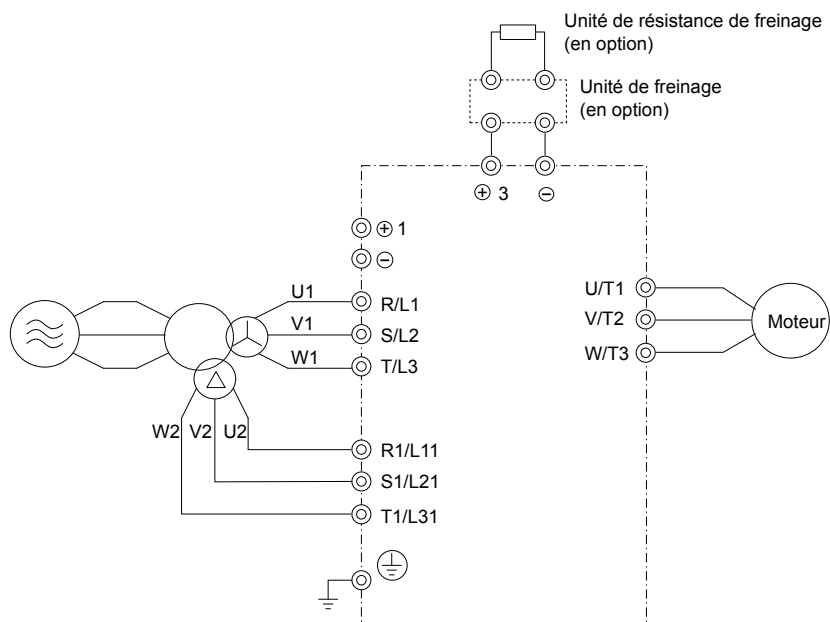 Unité de résistance de freinage
(en option)
Unité de freinage
(en option)
⊕ 3 ⊖
⊕ 1
⊖
U1
R/L1
V1
S/L2
W1
T/L3
U/T1
V/T2
W/T3
Moteur
W2 V2 U2
R1/L11
S1/L21
T1/L31